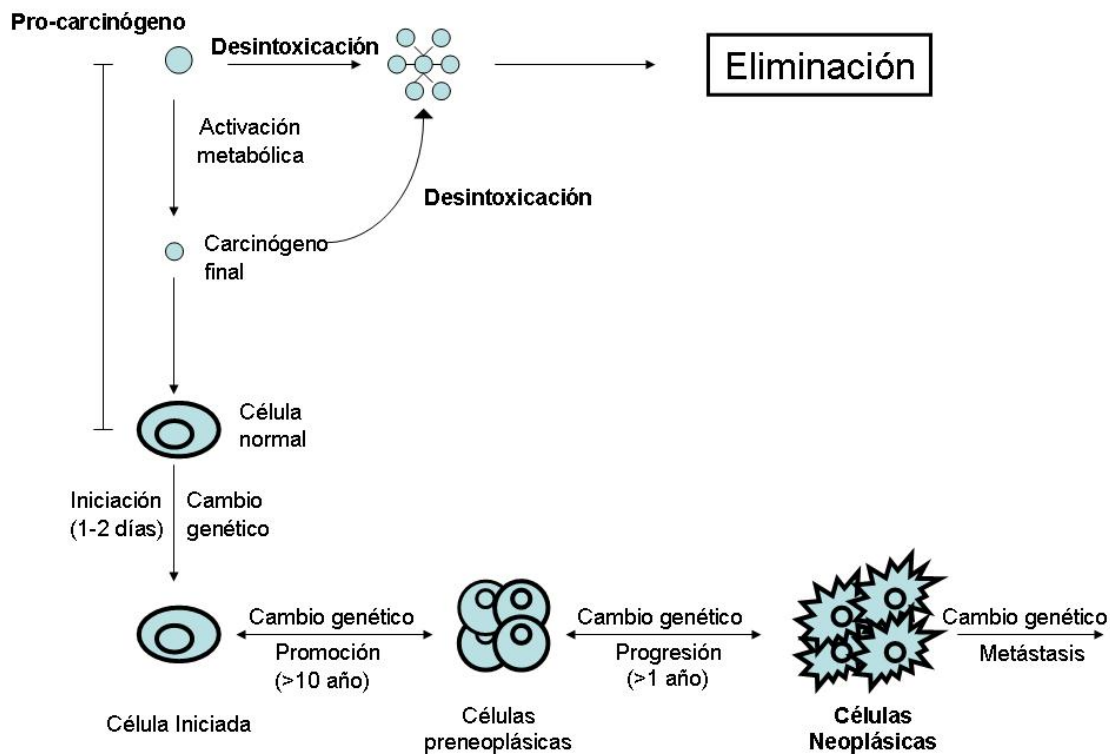 Pro-carcinógeno
Desintoxicación
Eliminación
Activación
metabólica
Desintoxicación
Carcinógeno
final
Célula
normal
Iniciación
(1-2 días)
Cambio
genético
Cambio genético
Promoción
(>10 año)
Cambio genético
Progresión
(>1 año)
Cambio genético
Metástasis
Célula Iniciada
Células
preneoplásicas
Células
Neoplásicas